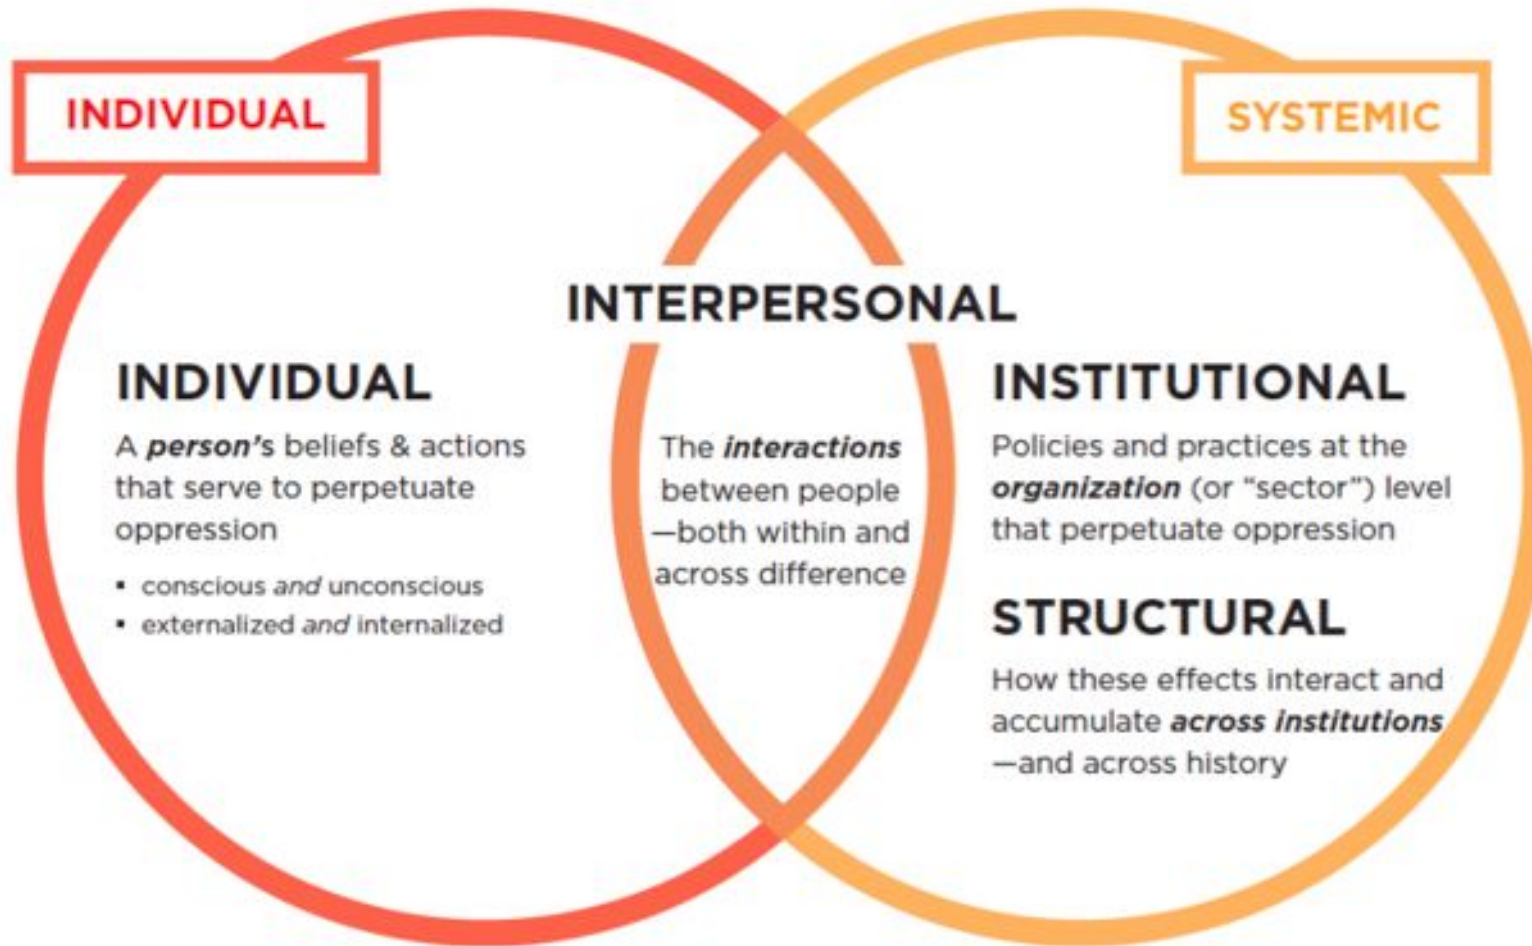 INDIVIDUAL
SYSTEMIC
INTERPERSONAL
INDIVIDUAL
A person's beliefs & actions
that serve to perpetuate
oppression
▪ conscious and unconscious
▪ externalized and internalized
The interactions
between people
—both within and
across difference
INSTITUTIONAL
Policies and practices at the
organization (or “sector”) level
that perpetuate oppression
STRUCTURAL
How these effects interact and
accumulate across institutions
—and across history